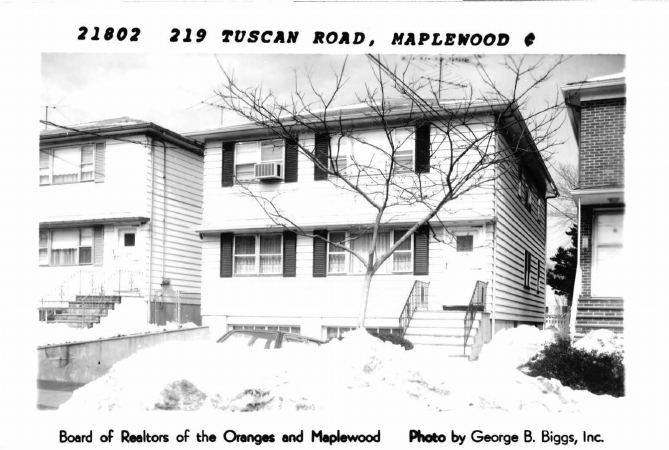 21802 219 TUSCAN ROAD, MAPLEWOOD ¢
Board of Realtors of the Oranges and Maplewood Photo by George B. Biggs, Inc.